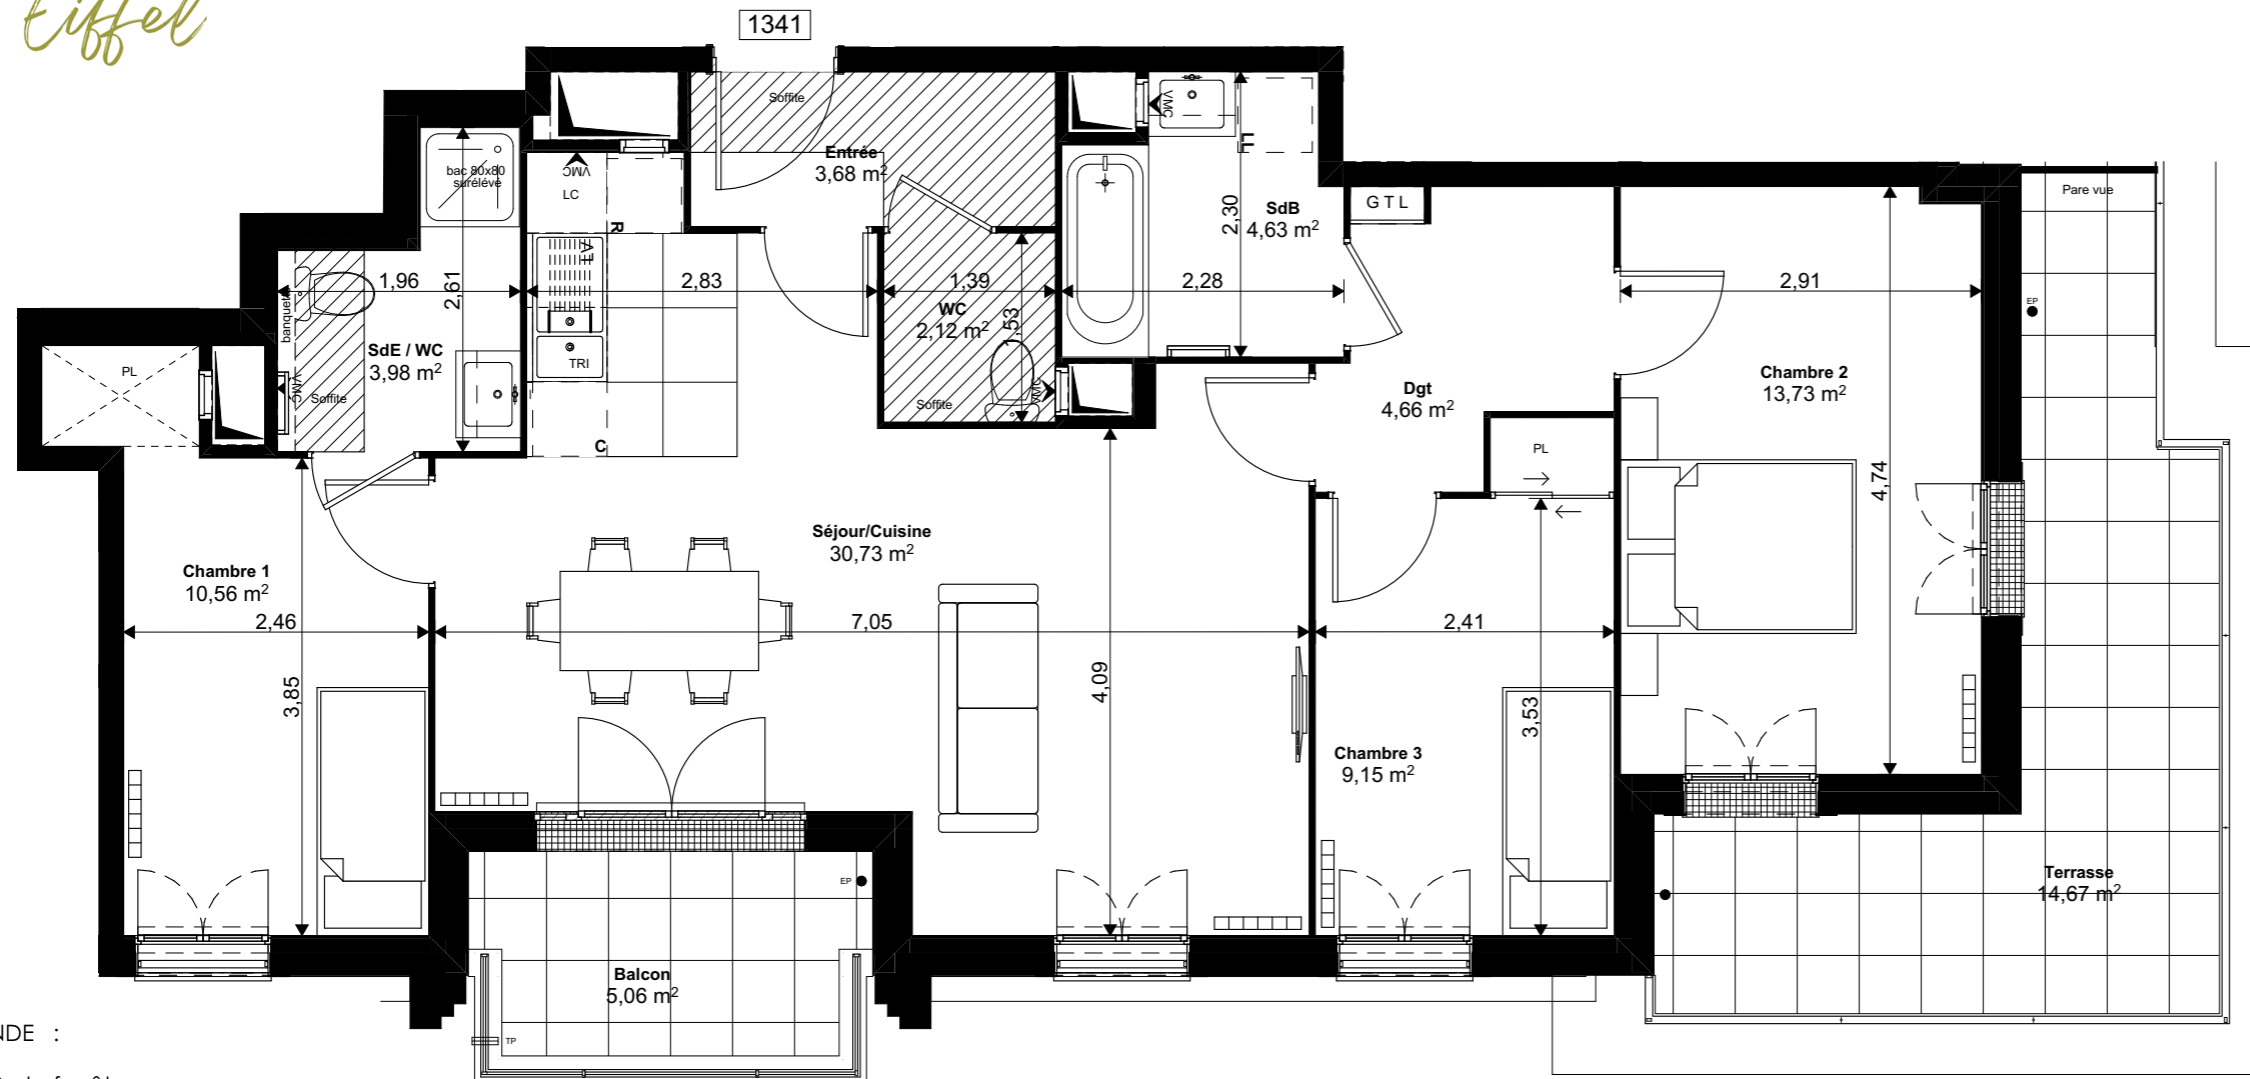 Eiffel
1341
Soffite
Entrée
3,68 m²
VMC
LL
2,30
SdB
4,63 m²
GTL
Pare vue
bac 80x80
surélevé
VMC
LC
R
LV
TRI
C
1,96
2,61
2,83
1,39
1,53
2,28
2,91
EP
banquette
SdE / WC
3,98 m²
VMC
Soffite
WC
2,12 m²
VMC
Soffite
PL
Dgt
4,66 m²
PL
Chambre 2
13,73 m²
4,74
Séjour/Cuisine
30,73 m²
Chambre 1
10,56 m²
2,46
7,05
2,41
3,85
4,09
3,53
Chambre 3
9,15 m²
EP
Terrasse
14,67 m²
Balcon
5,06 m²
TP
NDE :